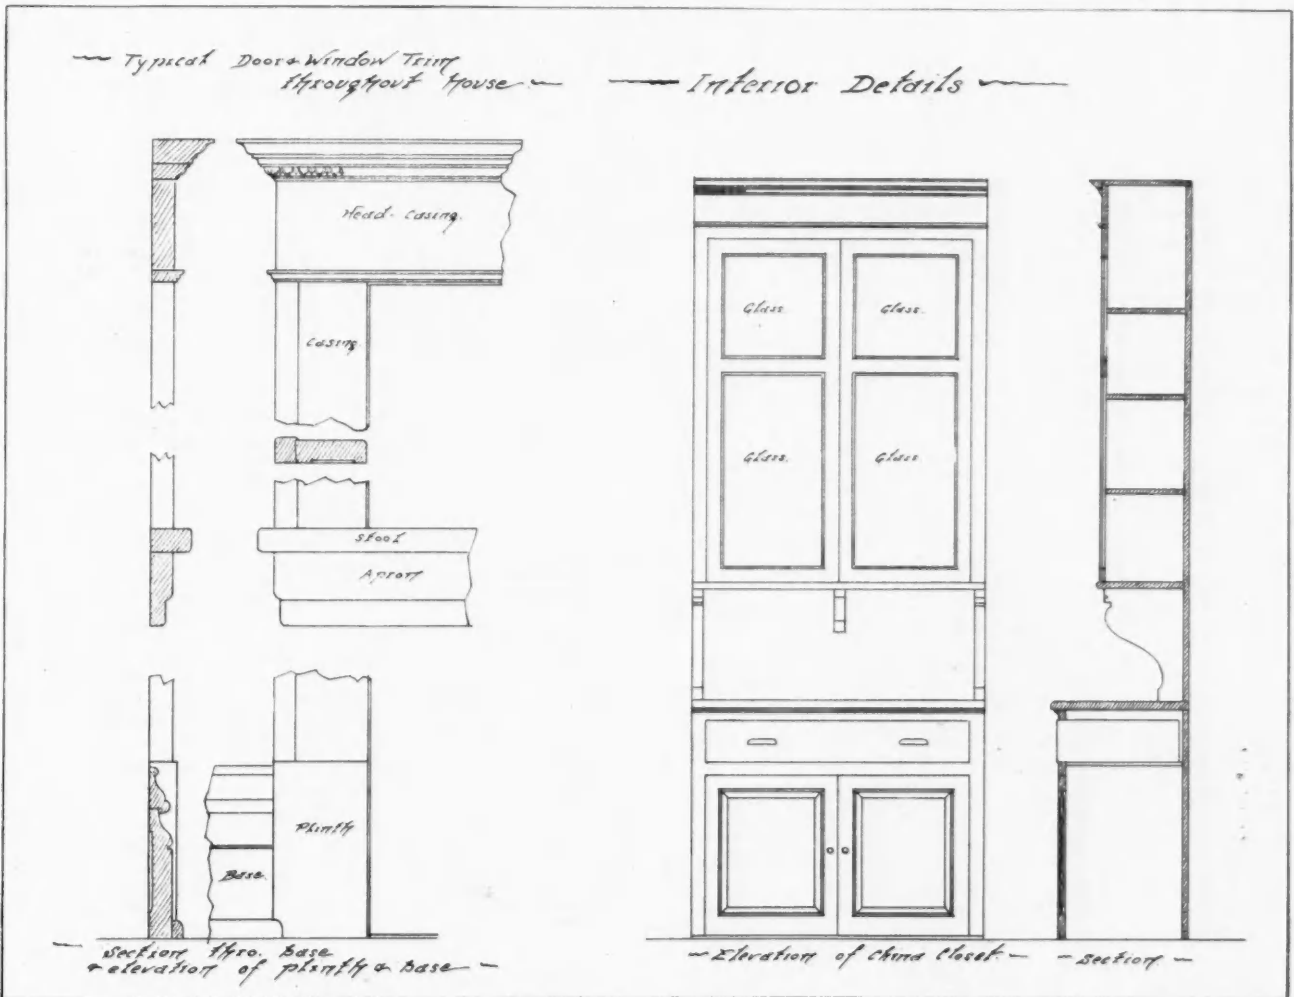 Typical Door & Window Trim
throughout House.
Interior Details
Head-Casing.
Casing.
Stool
Apron
Plinth
Base.
Section thro. base
& elevation of plinth & base
Glass.
Glass.
Glass.
Glass.
Elevation of China Closet.
Section